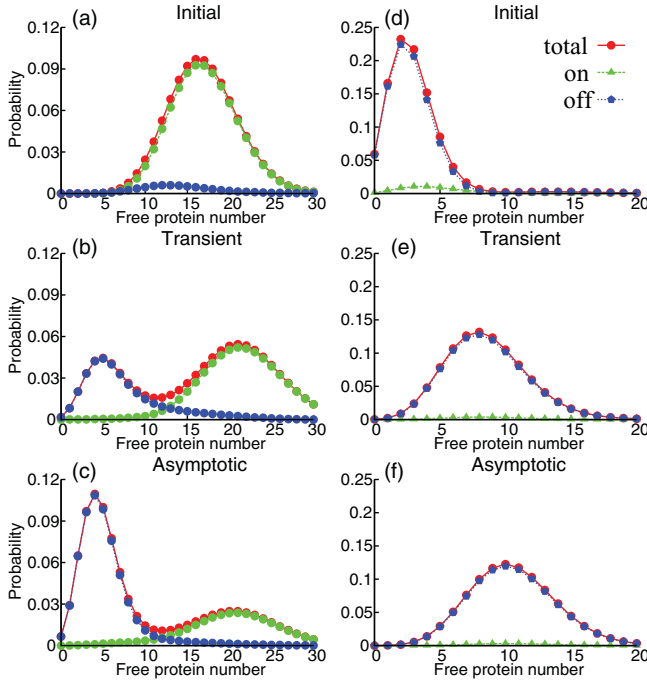 Initial
(a)
Probability
0.12
0.09
0.06
0.03
0
0 5 10 15 20 25 30
Free protein number
Transient
(b)
Probability
0.12
0.09
0.06
0.03
0
0 5 10 15 20 25 30
Free protein number
Asymptotic
(c)
Probability
0.12
0.09
0.06
0.03
0
0 5 10 15 20 25 30
Free protein number
Initial
(d)
total
on
off
0.25
0.2
0.15
0.1
0.05
0
0 5 10 15 20
Free protein number
Transient
(e)
0.25
0.2
0.15
0.1
0.05
0
0 5 10 15 20
Free protein number
Asymptotic
(f)
0.25
0.2
0.15
0.1
0.05
0
0 5 10 15 20
Free protein number